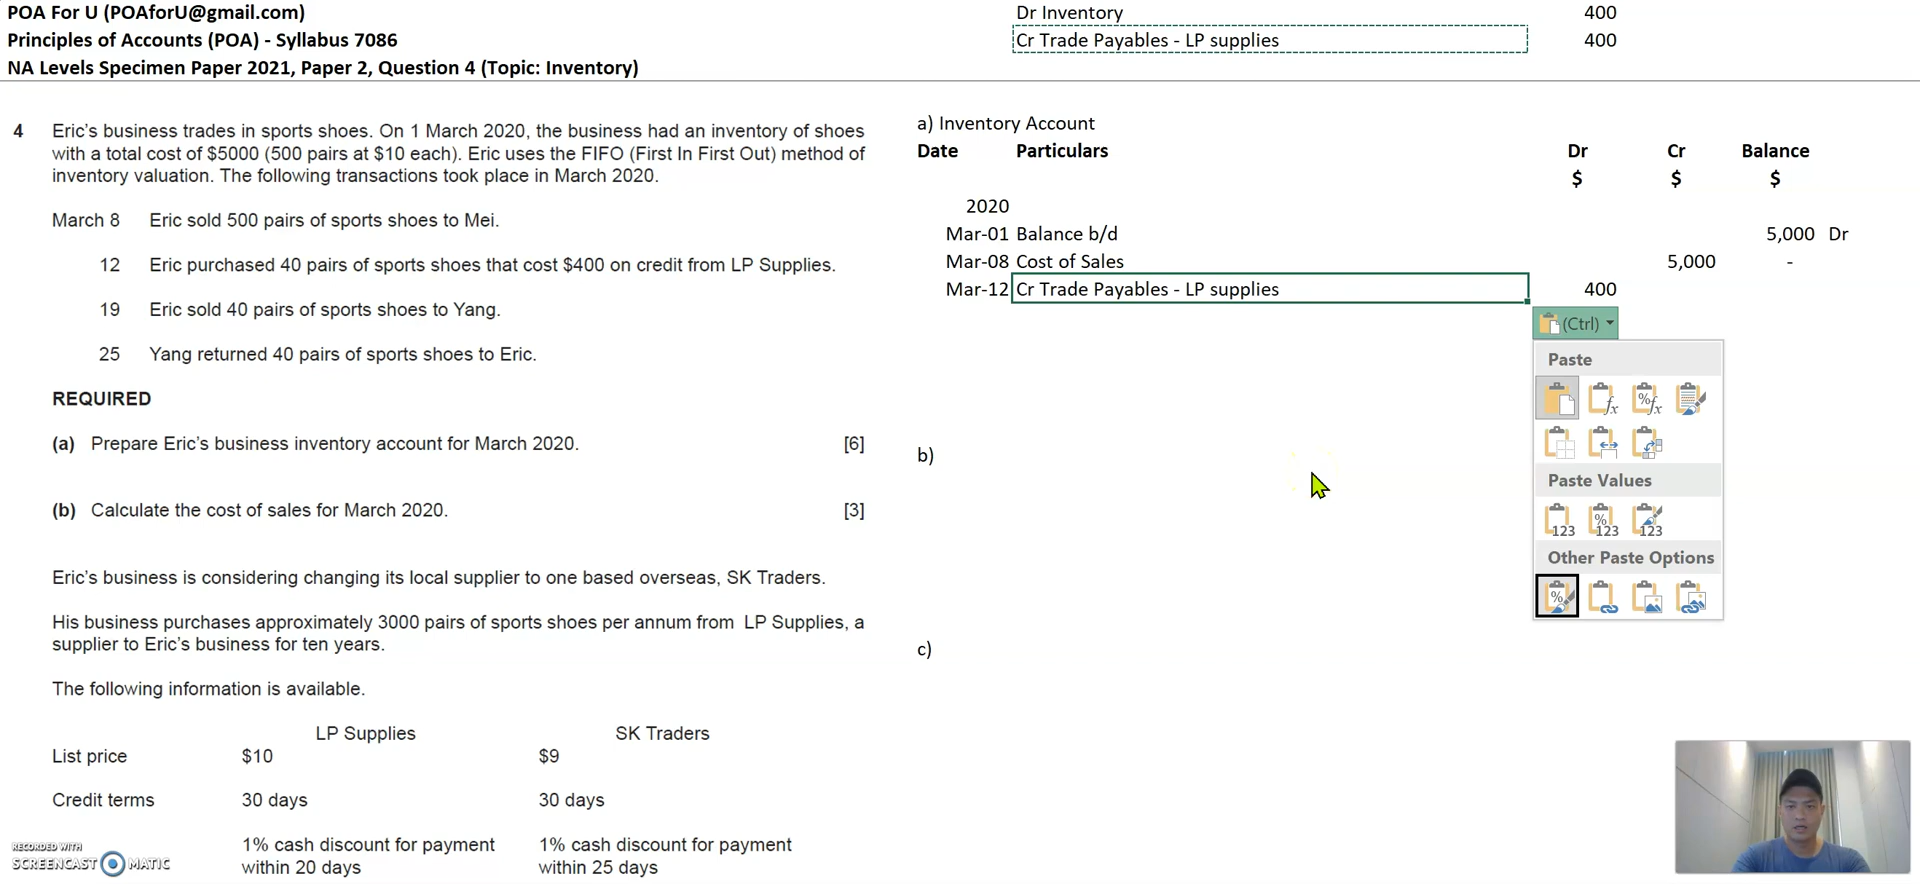 POA For U (POAforU@gmail.com)
Principles of Accounts (POA) - Syllabus 7086
NA Levels Specimen Paper 2021, Paper 2, Question 4 (Topic: Inventory)
Dr Inventory 400
Cr Trade Payables - LP supplies 400
4 Eric's business trades in sports shoes. On 1 March 2020, the business had an inventory of shoes
with a total cost of $5000 (500 pairs at $10 each). Eric uses the FIFO (First In First Out) method of
inventory valuation. The following transactions took place in March 2020.
March 8 Eric sold 500 pairs of sports shoes to Mei.
12 Eric purchased 40 pairs of sports shoes that cost $400 on credit from LP Supplies.
19 Eric sold 40 pairs of sports shoes to Yang.
25 Yang returned 40 pairs of sports shoes to Eric.
REQUIRED
(a) Prepare Eric's business inventory account for March 2020. [6]
(b) Calculate the cost of sales for March 2020. [3]
Eric's business is considering changing its local supplier to one based overseas, SK Traders.
His business purchases approximately 3000 pairs of sports shoes per annum from LP Supplies, a
supplier to Eric's business for ten years.
The following information is available.
LP Supplies SK Traders
List price $10 $9
Credit terms 30 days 30 days
1% cash discount for payment 1% cash discount for payment
within 20 days within 25 days
a) Inventory Account
Date Particulars Dr Cr Balance
$ $ $
2020
Mar-01 Balance b/d 5,000 Dr
Mar-08 Cost of Sales 5,000 -
Mar-12 Cr Trade Payables - LP supplies 400
(Ctrl)
Paste
fx
%fx
Paste Values
123
%123
123
Other Paste Options
%
b)
c)
RECORDED WITH
SCREENCAST MATIC